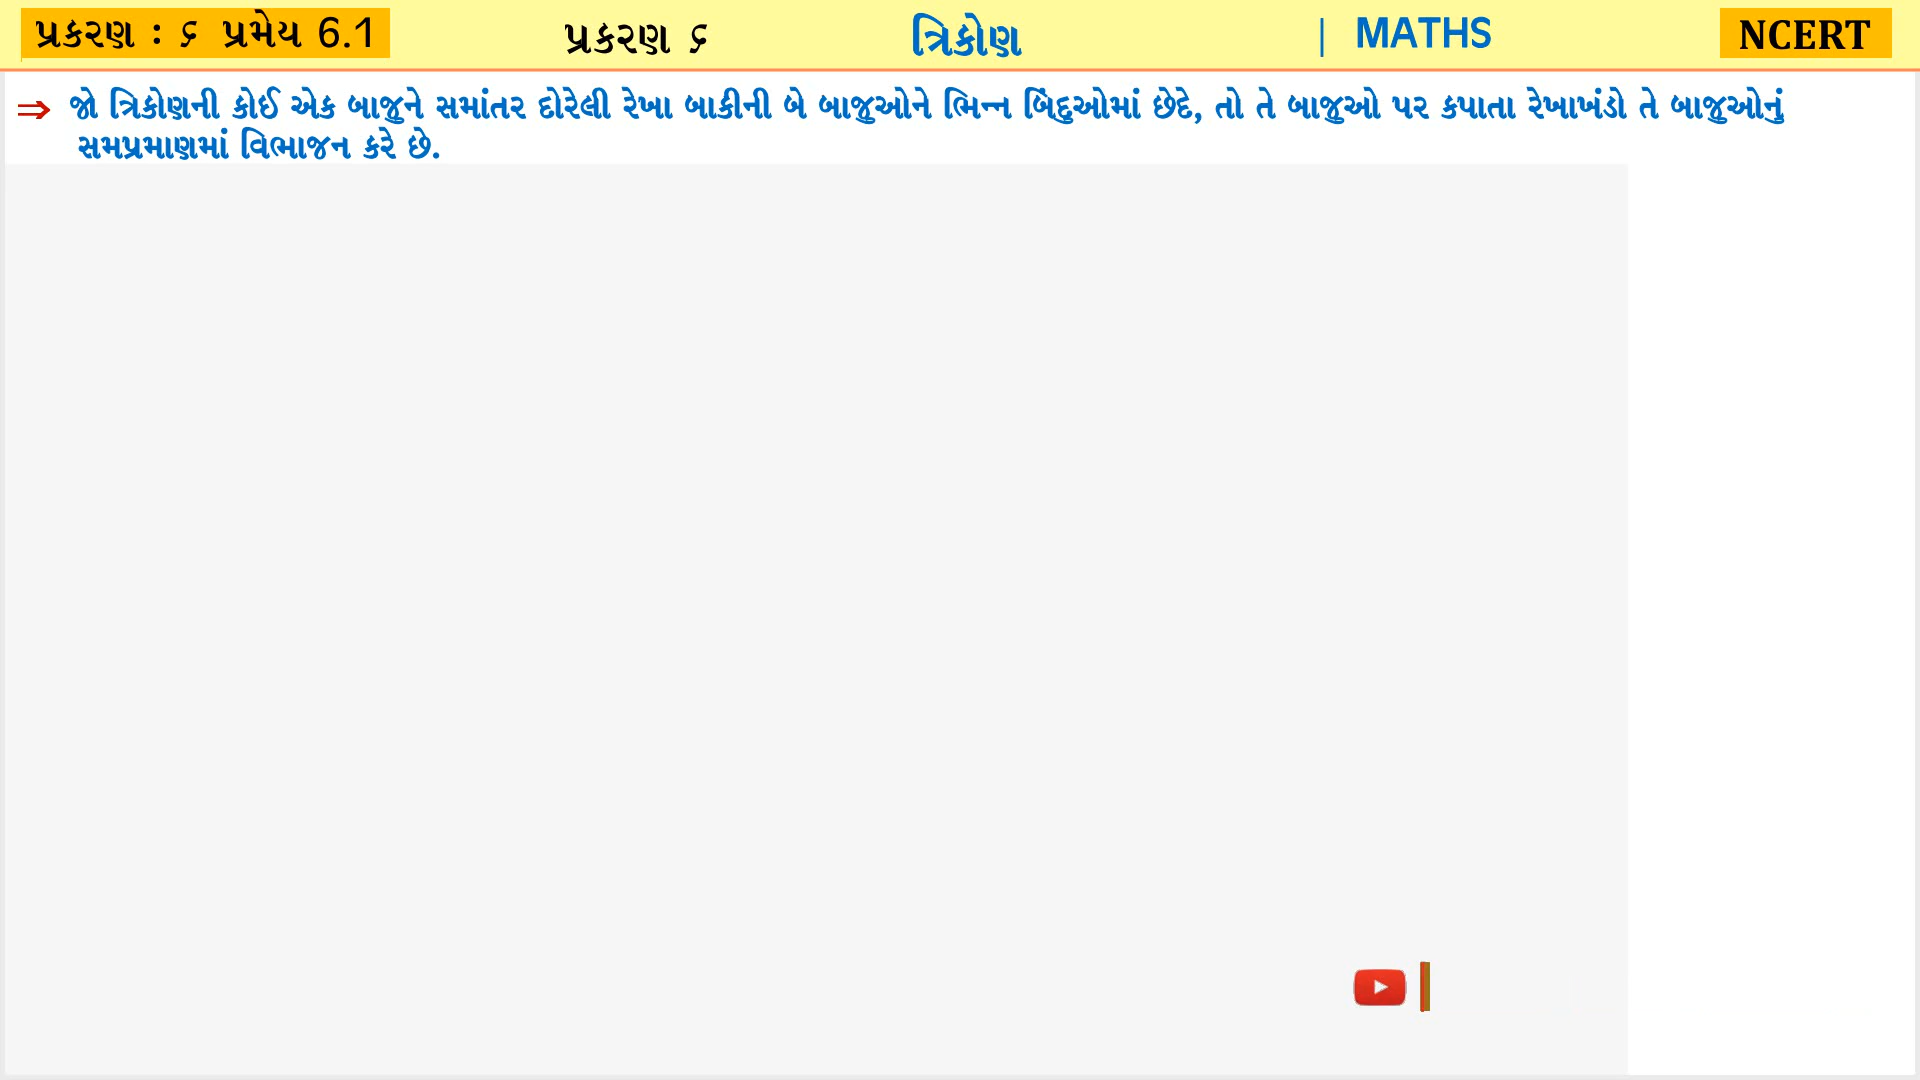 પ્રકરણ : ૬ પ્રમેય 6.1
પ્રકરણ ૬
ત્રિકોણ
| MATHS
NCERT
⇒ જો ત્રિકોણની કોઈ એક બાજુને સમાંતર દોરેલી રેખા બાકીની બે બાજુઓને ભિન્ન બિંદુઓમાં છેદે, તો તે બાજુઓ પર કપાતા રેખાખંડો તે બાજુઓનું
સમપ્રમાણમાં વિભાજન કરે છે.